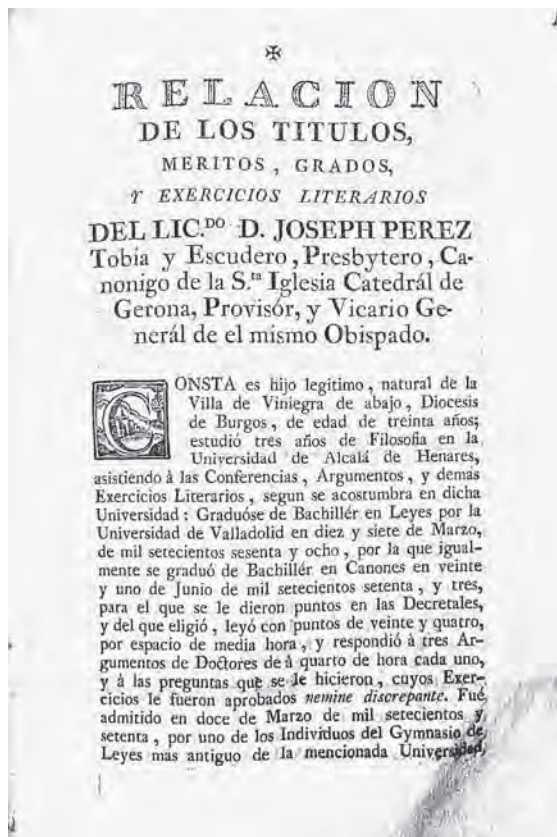 ✠
RELACION
DE LOS TITULOS,
MERITOS, GRADOS,
Y EXERCICIOS LITERARIOS
DEL LIC.DO D. JOSEPH PEREZ
Tobía y Escudero, Presbytero, Ca-
nonigo de la S.ta Iglesia Catedrál de
Gerona, Provisór, y Vicario Ge-
nerál de el mismo Obispado.
CONSTA es hijo legitimo, natural de la
Villa de Viniegra de abajo, Diocesis
de Burgos, de edad de treinta años;
estudió tres años de Filosofia en la
Universidad de Alcalá de Henares,
asistiendo à las Conferencias, Argumentos, y demàs
Exercicios Literarios, segun se acostumbra en dicha
Universidad: Graduóse de Bachillér en Leyes por la
Universidad de Valladolid en diez y siete de Marzo,
de mil setecientos sesenta y ocho, por la que igual-
mente se graduó de Bachillér en Canones en veinte
y uno de Junio de mil setecientos setenta, y tres,
para el que se le dieron puntos en las Decretales,
y del que eligió, leyó con puntos de veinte y quatro,
por espacio de media hora, y respondió à tres Ar-
gumentos de Doctores de à quarto de hora cada uno,
y à las preguntas que se le hicieron, cuyos Exer-
cicios le fueron aprobados nemine discrepante. Fué
admitido en doce de Marzo de mil setecientos y
setenta, por uno de los Individuos del Gymnasio de
Leyes mas antiguo de la mencionada Universidad,